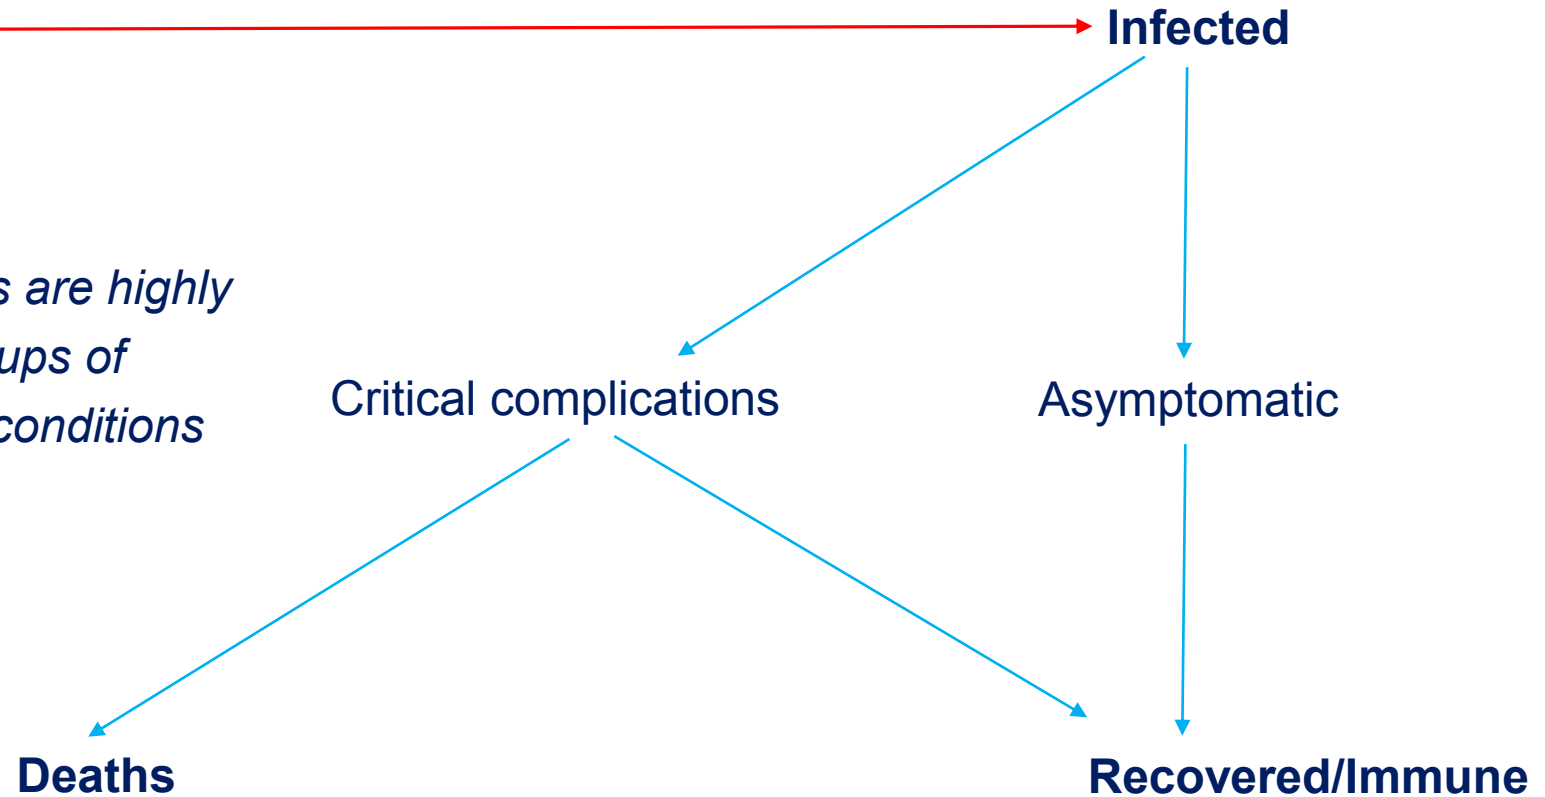 Infected
s are highly
ups of
conditions
Critical complications
Asymptomatic
Deaths
Recovered/Immune